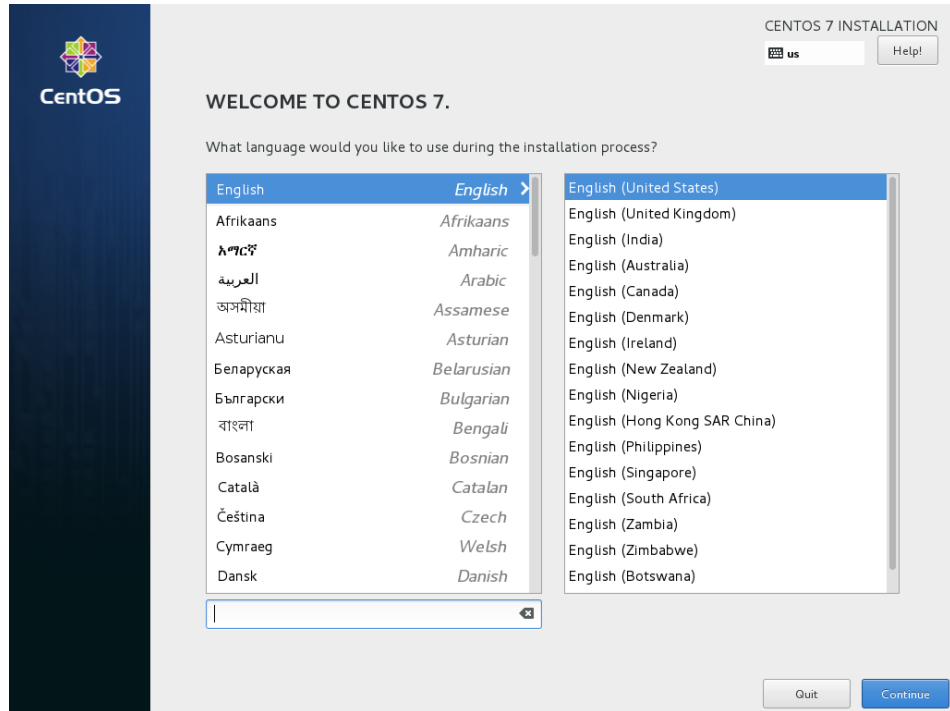 CentOS
CENTOS 7 INSTALLATION
us
Help!
WELCOME TO CENTOS 7.
What language would you like to use during the installation process?
English English
Afrikaans Afrikaans
አማርኛ Amharic
العربية Arabic
অসমীয়া Assamese
Asturianu Asturian
Беларуская Belarusian
Български Bulgarian
বাংলা Bengali
Bosanski Bosnian
Català Catalan
Čeština Czech
Cymraeg Welsh
Dansk Danish
English (United States)
English (United Kingdom)
English (India)
English (Australia)
English (Canada)
English (Denmark)
English (Ireland)
English (New Zealand)
English (Nigeria)
English (Hong Kong SAR China)
English (Philippines)
English (Singapore)
English (South Africa)
English (Zambia)
English (Zimbabwe)
English (Botswana)
Quit
Continue